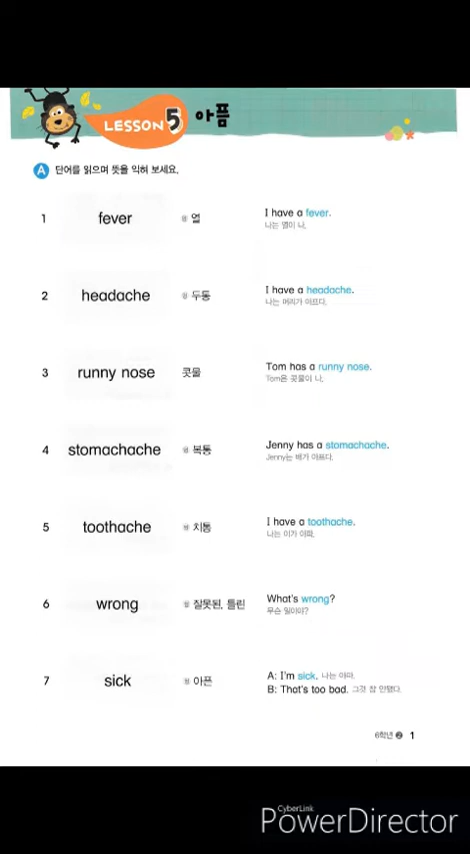 LESSON 5 아픔
A 단어를 읽으며 뜻을 익혀 보세요.
1 fever 명 열 I have a fever.
나는 열이 나.
2 headache 명 두통 I have a headache.
나는 머리가 아프다.
3 runny nose 콧물 Tom has a runny nose.
Tom은 콧물이 나.
4 stomachache 명 복통 Jenny has a stomachache.
Jenny는 배가 아프다.
5 toothache 명 치통 I have a toothache.
나는 이가 아파.
6 wrong 형 잘못된, 틀린 What's wrong?
무슨 일이야?
7 sick 형 아픈 A: I'm sick. 나는 아파.
B: That's too bad. 그것 참 안됐다.
6학년 2 1
CyberLink
PowerDirector